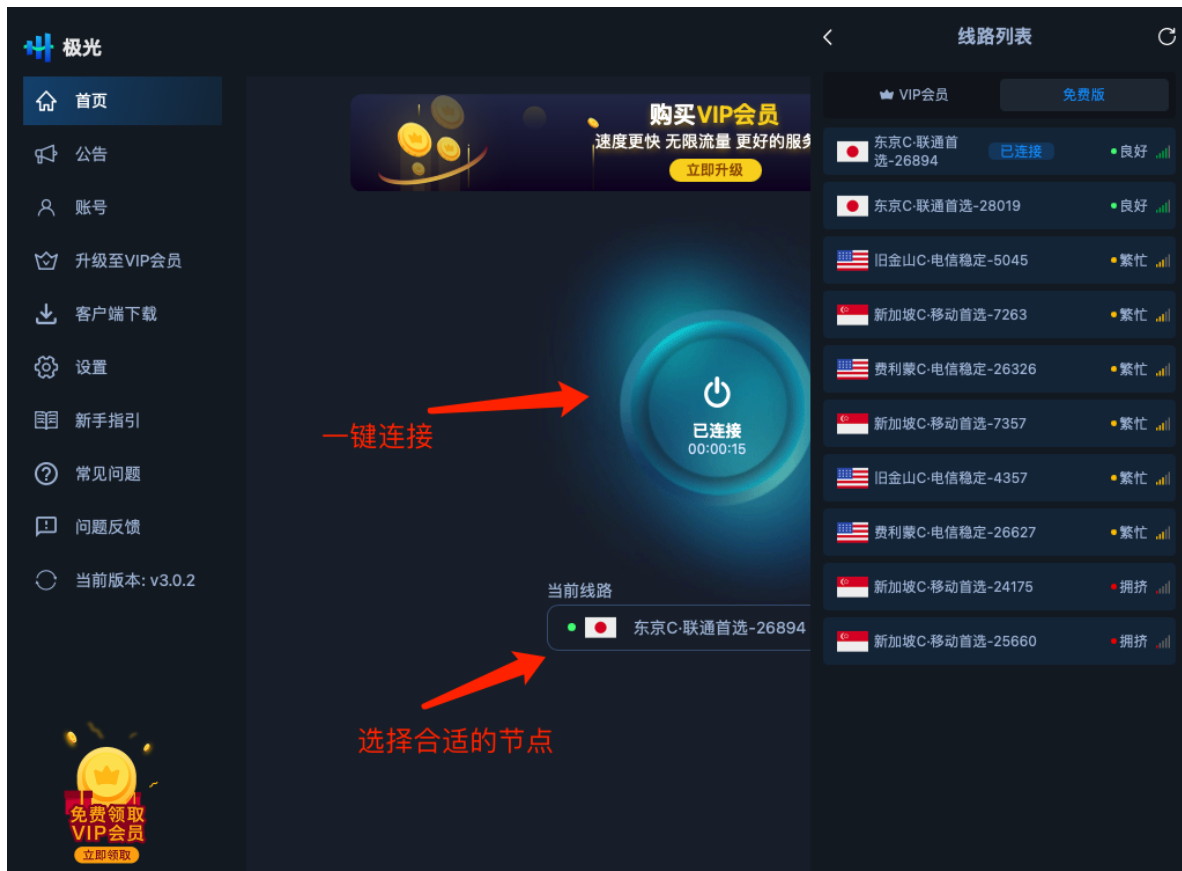 极光
首页
公告
账号
升级至VIP会员
客户端下载
设置
新手指引
常见问题
问题反馈
当前版本: v3.0.2
免费领取
VIP会员
立即领取
购买VIP会员
速度更快 无限流量 更好的服务
立即升级
一键连接
已连接
00:00:15
当前线路
东京C·联通首选-26894
选择合适的节点
线路列表
VIP会员
免费版
东京C·联通首
选-26894
已连接
良好
东京C·联通首选-28019
良好
旧金山C·电信稳定-5045
繁忙
新加坡C·移动首选-7263
繁忙
费利蒙C·电信稳定-26326
繁忙
新加坡C·移动首选-7357
繁忙
旧金山C·电信稳定-4357
繁忙
费利蒙C·电信稳定-26627
繁忙
新加坡C·移动首选-24175
拥挤
新加坡C·移动首选-25660
拥挤